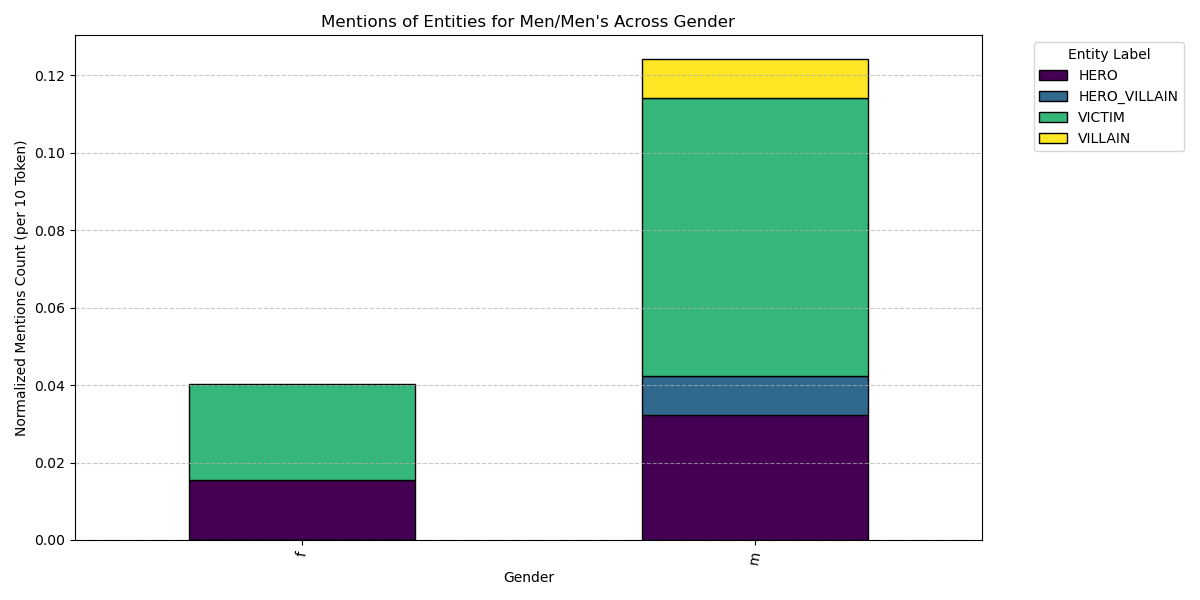 Mentions of Entities for Men/Men's Across Gender
Normalized Mentions Count (per 10 Token)
0.12
0.10
0.08
0.06
0.04
0.02
0.00
f
m
Gender
Entity Label
HERO
HERO_VILLAIN
VICTIM
VILLAIN